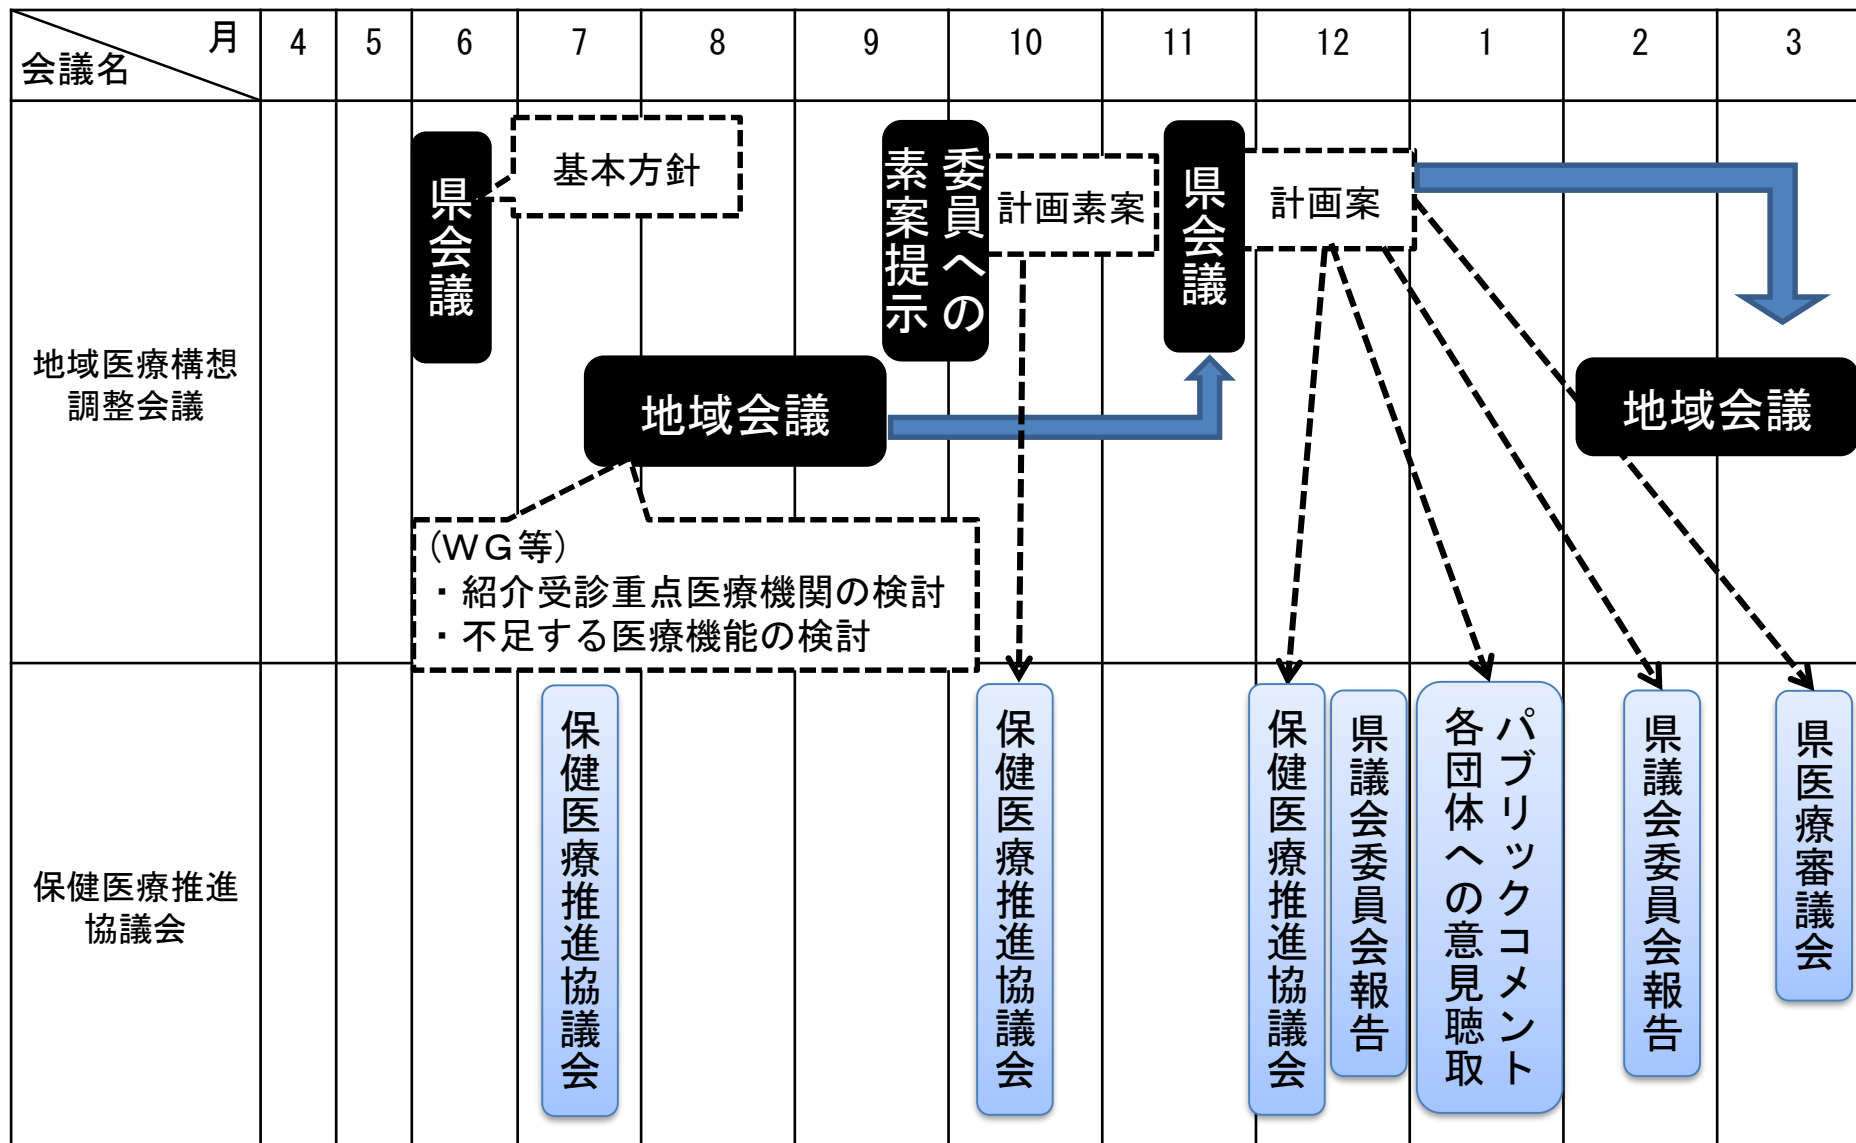 月
会議名
4 5 6 7 8 9 10 11 12 1 2 3
地域医療構想
調整会議
県会議
基本方針
地域会議
(WG等)
・紹介受診重点医療機関の検討
・不足する医療機能の検討
委員への
素案提示
計画素案
県会議
計画案
地域会議
保健医療推進
協議会
保健医療推進協議会
保健医療推進協議会
保健医療推進協議会
県議会委員会報告
パブリックコメント
各団体への意見聴取
県議会委員会報告
県医療審議会